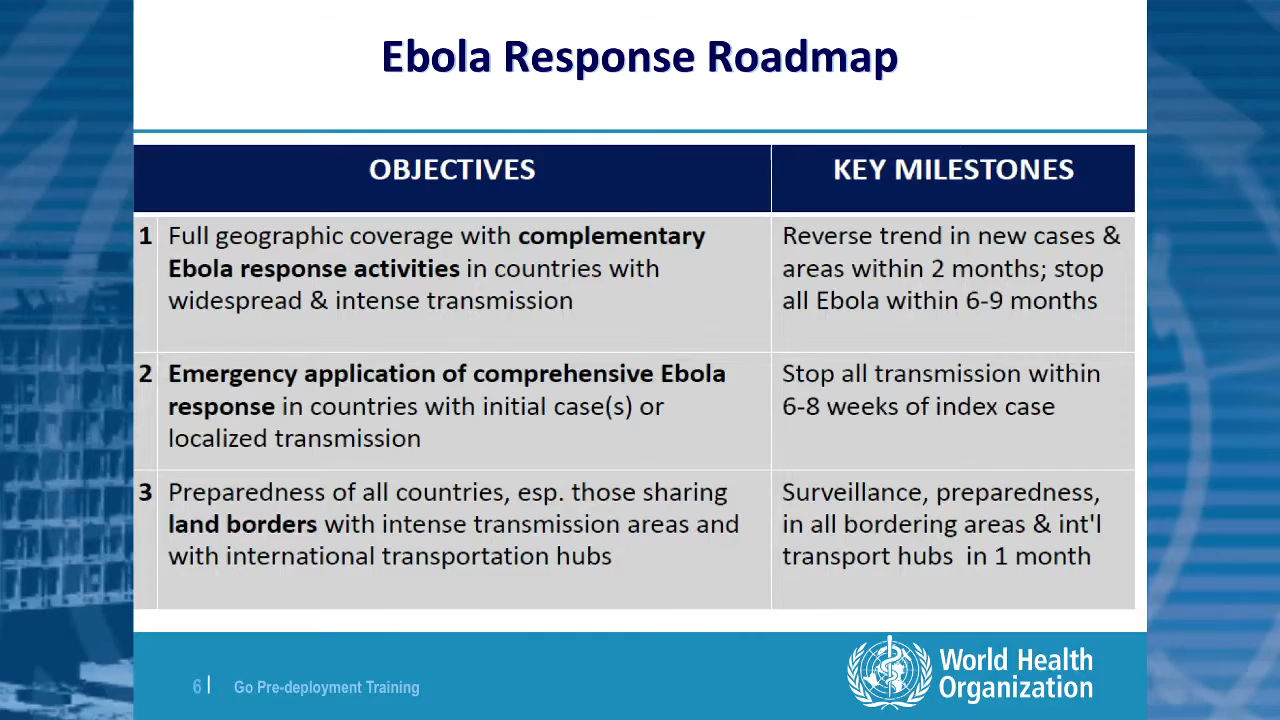 Ebola Response Roadmap
OBJECTIVES
KEY MILESTONES
1 Full geographic coverage with complementary
Ebola response activities in countries with
widespread & intense transmission
Reverse trend in new cases &
areas within 2 months; stop
all Ebola within 6-9 months
2 Emergency application of comprehensive Ebola
response in countries with initial case(s) or
localized transmission
Stop all transmission within
6-8 weeks of index case
3 Preparedness of all countries, esp. those sharing
land borders with intense transmission areas and
with international transportation hubs
Surveillance, preparedness,
in all bordering areas & int'l
transport hubs in 1 month
6 | Go Pre-deployment Training
World Health
Organization